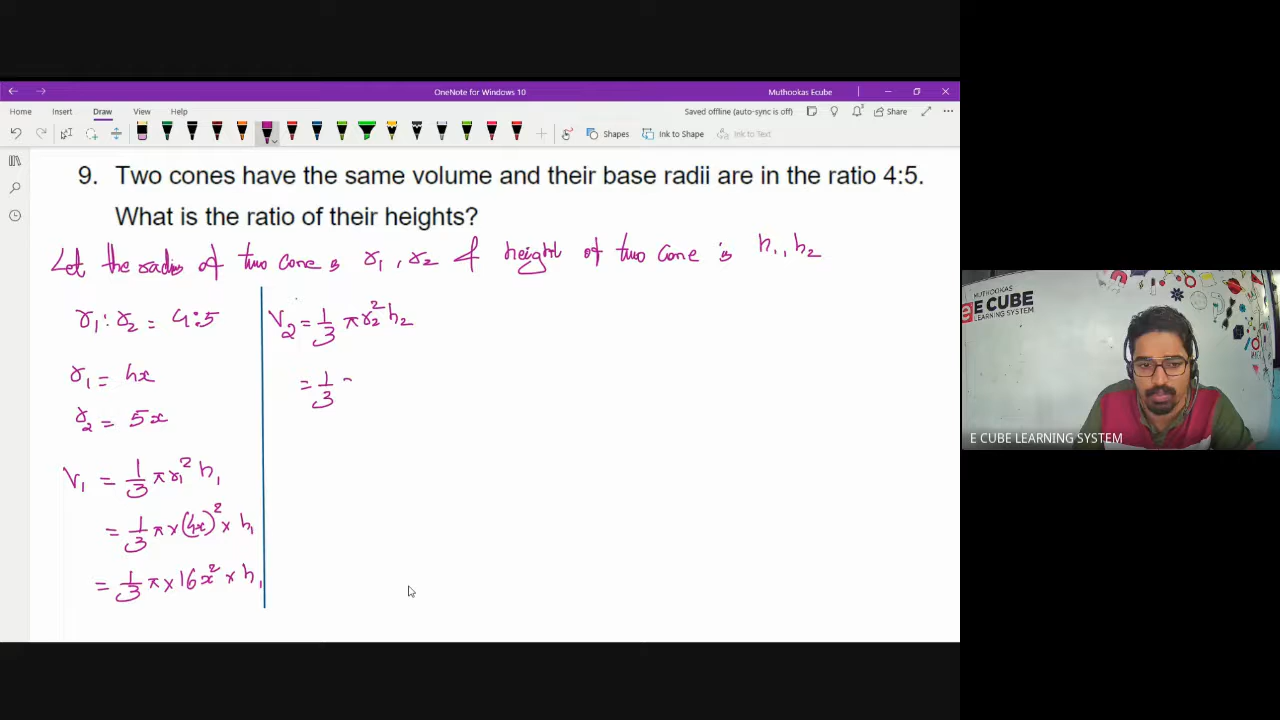 OneNote for Windows 10
Muthookas Ecube
Home Insert Draw View Help
Saved offline (auto-sync is off)
Share
Shapes
Ink to Shape
Ink to Text
9. Two cones have the same volume and their base radii are in the ratio 4:5.
What is the ratio of their heights?
Let the radius of two cone is r₁, r₂ & height of two cone is h₁, h₂
r₁ : r₂ = 4:5
r₁ = 4x
r₂ = 5x
V₁ = 1/3 π r₁² h₁
= 1/3 π × (4x)² × h₁
= 1/3 π × 16x² × h₁
V₂ = 1/3 π r₂² h₂
= 1/3
MUTHOOKAS
E CUBE
LEARNING SYSTEM
E CUBE LEARNING SYSTEM